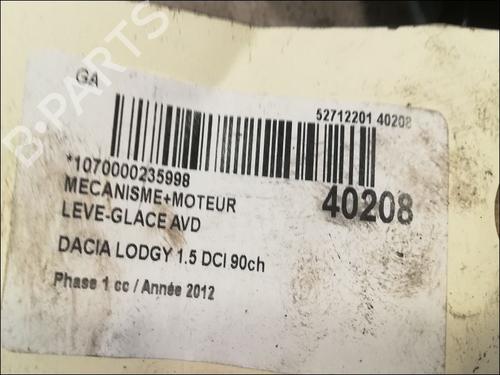 GA
52712201 40208
*1070000235998
40208
MECANISME+MOTEUR
LEVE-GLACE AVD
DACIA LODGY 1.5 DCI 90ch
Phase 1 cc / Année 2012
B-PARTS